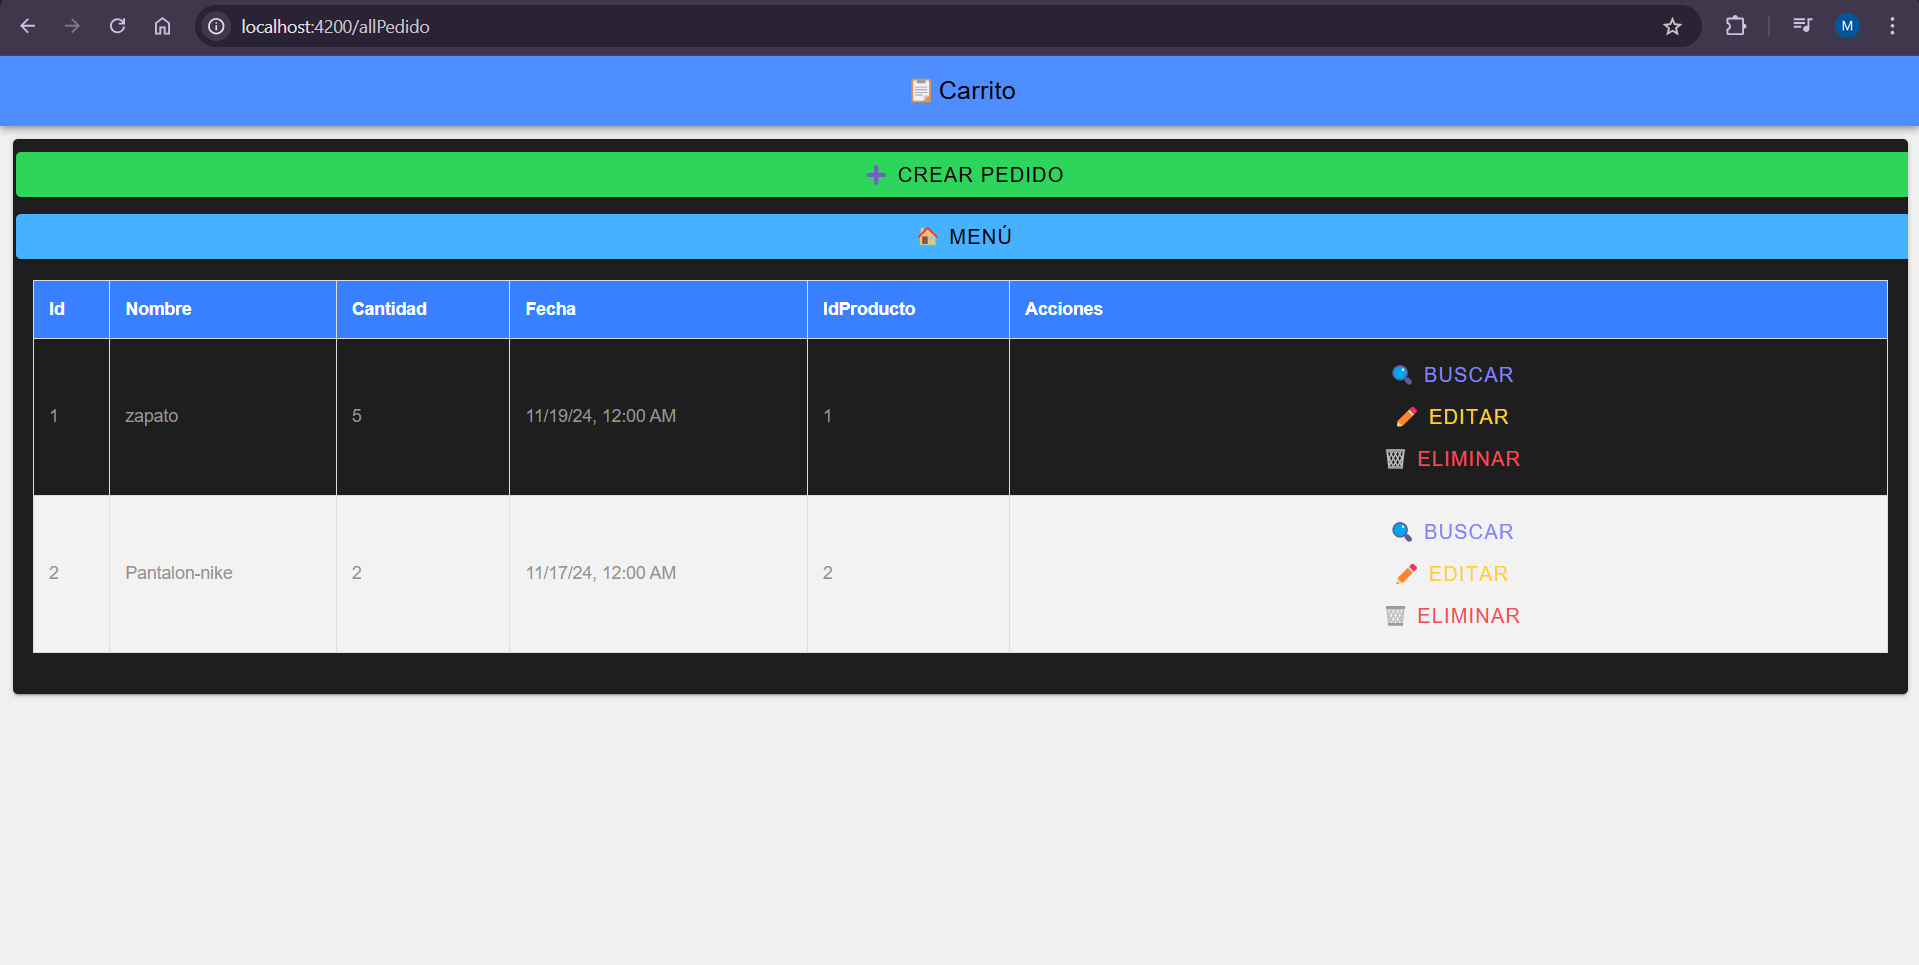 localhost:4200/allPedido
M
Carrito
CREAR PEDIDO
MENÚ
Id Nombre Cantidad Fecha IdProducto Acciones
1 zapato 5 11/19/24, 12:00 AM 1
BUSCAR
EDITAR
ELIMINAR
2 Pantalon-nike 2 11/17/24, 12:00 AM 2
BUSCAR
EDITAR
ELIMINAR